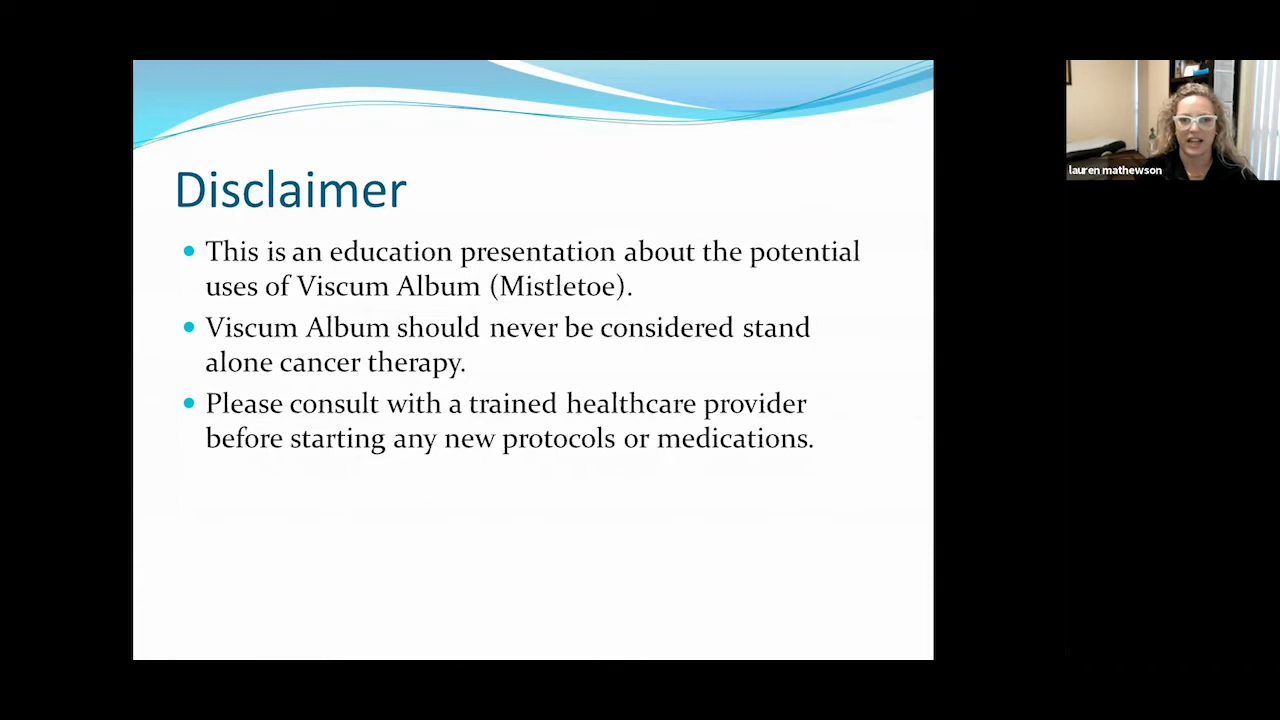 Disclaimer
This is an education presentation about the potential
uses of Viscum Album (Mistletoe).
Viscum Album should never be considered stand
alone cancer therapy.
Please consult with a trained healthcare provider
before starting any new protocols or medications.
lauren mathewson